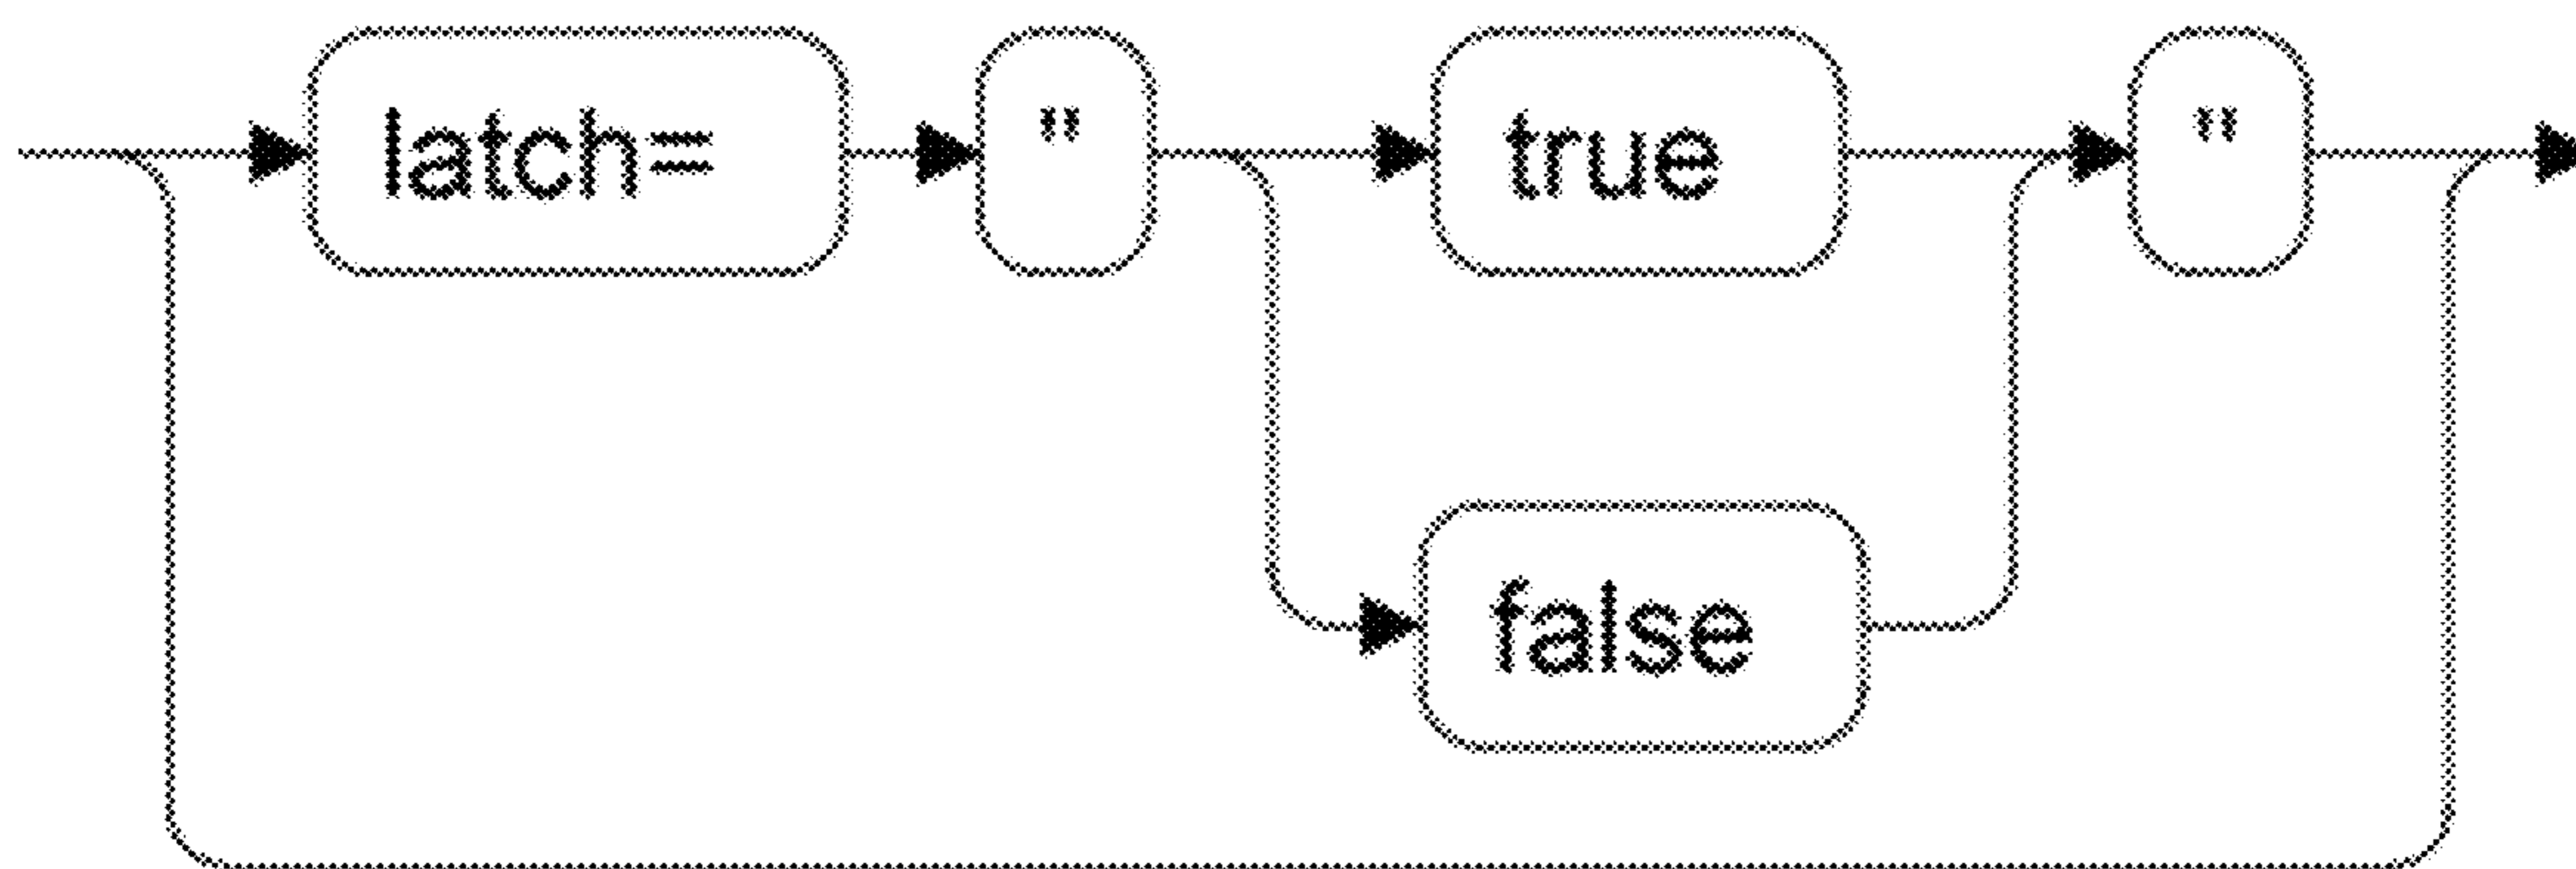 latch= " true "
false